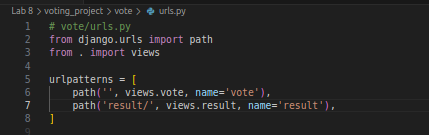 Lab 8 > voting_project > vote > urls.py
1 # vote/urls.py
2 from django.urls import path
3 from . import views
4
5 urlpatterns = [
6     path('', views.vote, name='vote'),
7     path('result/', views.result, name='result'),
8 ]